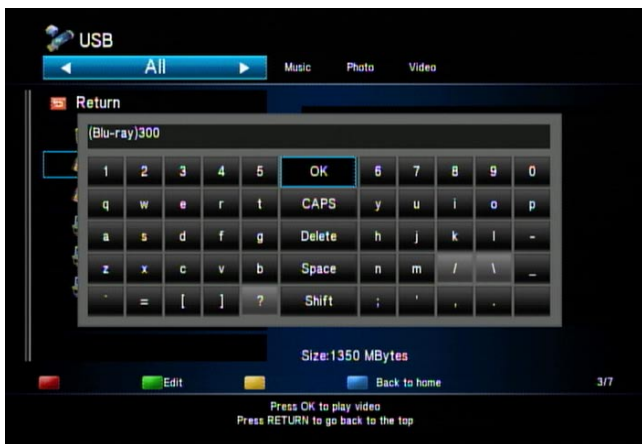 USB
All Music Photo Video
Return
(Blu-ray)300
1 2 3 4 5 OK 6 7 8 9 0
q w e r t CAPS y u i o p
a s d f g Delete h j k l -
z x c v b Space n m / \ _
` = [ ] ? Shift ; ' , .
Size:1350 MBytes
Edit Back to home 3/7
Press OK to play video
Press RETURN to go back to the top